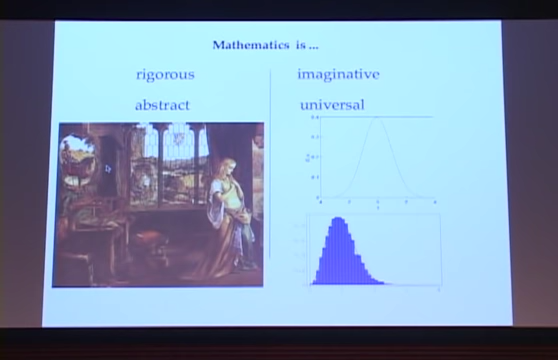 Mathematics is ...
rigorous
imaginative
abstract
universal